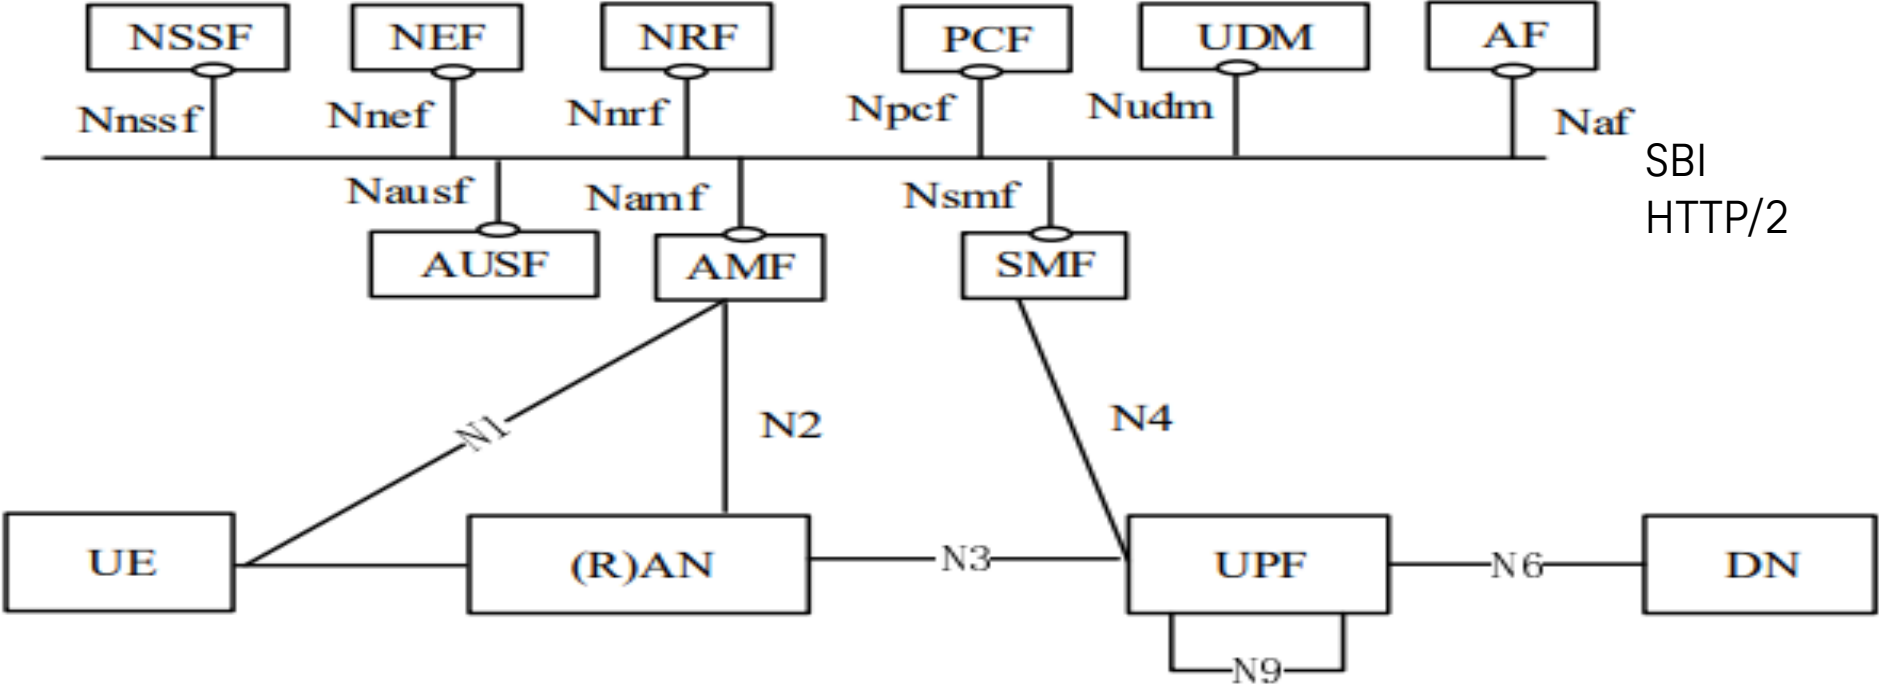 NSSF
NEF
NRF
PCF
UDM
AF
Nnssf
Nnef
Nnrf
Npcf
Nudm
Naf
SBI
HTTP/2
Nausf
Namf
Nsmf
AUSF
AMF
SMF
N1
N2
N4
UE
(R)AN
N3
UPF
N6
DN
N9